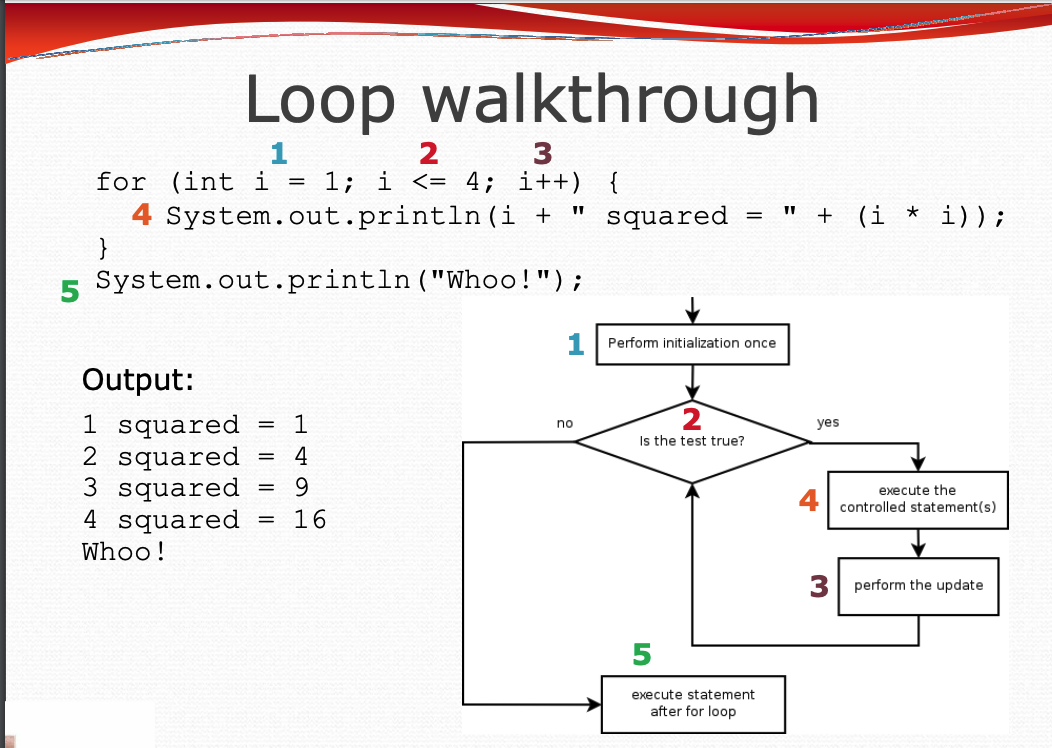 Loop walkthrough
1 2 3
for (int i = 1; i <= 4; i++) {
4 System.out.println(i + " squared = " + (i * i));
}
5 System.out.println("Whoo!");
Output:
1 squared = 1
2 squared = 4
3 squared = 9
4 squared = 16
Whoo!
1 Perform initialization once
2
no
Is the test true?
yes
4
execute the
controlled statement(s)
3 perform the update
5
execute statement
after for loop